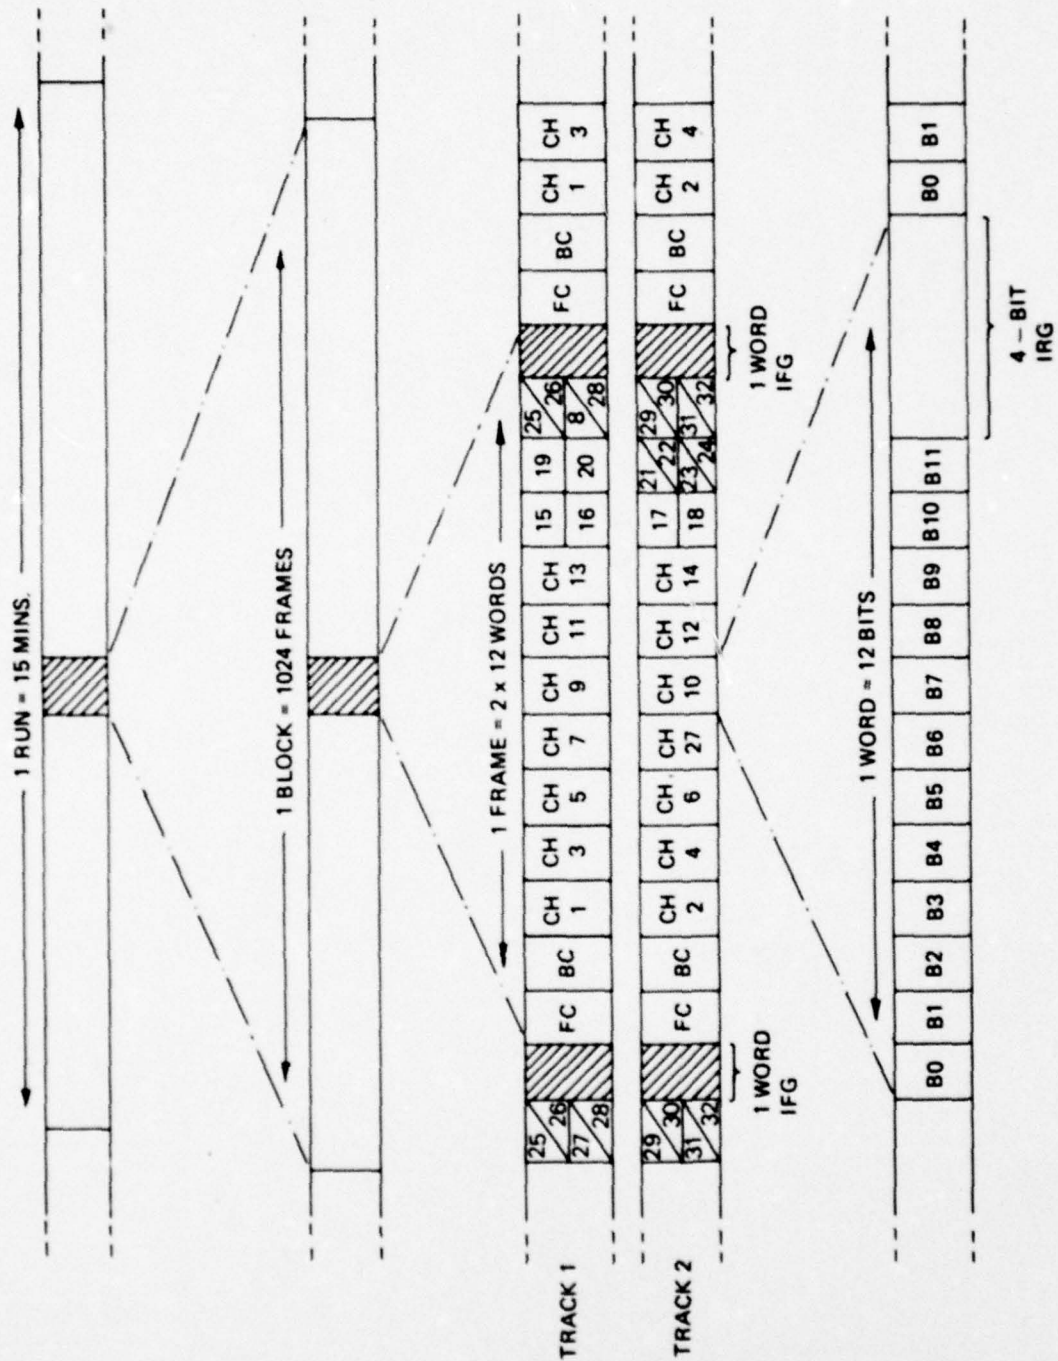 1 RUN = 15 MINS.
1 BLOCK = 1024 FRAMES
1 FRAME = 2 x 12 WORDS
TRACK 1
25 26 FC BC CH CH CH CH CH CH CH 15 19 25 26 FC BC CH CH
27 28 1 3 5 7 9 11 13 16 20 8 28 1 3
TRACK 2
29 30 FC BC CH CH CH CH CH CH CH 17 21 22 29 30 FC BC CH CH
31 32 2 4 6 27 10 12 14 18 23 24 31 32 2 4
1 WORD
IFG
1 WORD
IFG
1 WORD = 12 BITS
B0 B1 B2 B3 B4 B5 B6 B7 B8 B9 B10 B11 B0 B1
4 - BIT
IRG